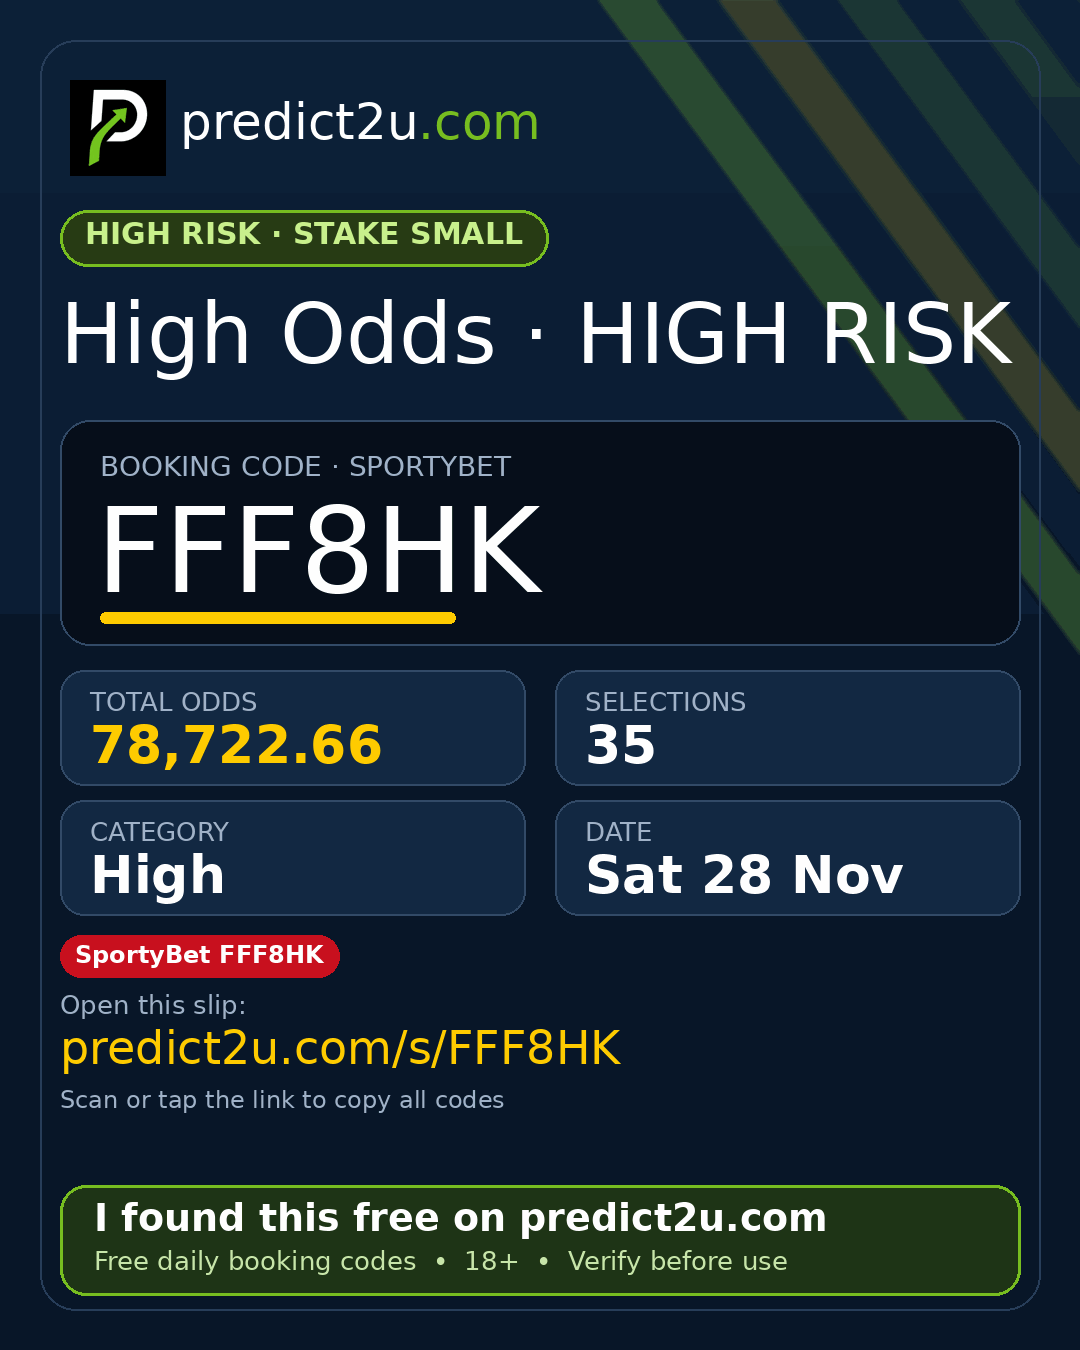 predict2u.com
HIGH RISK · STAKE SMALL
High Odds · HIGH RISK
BOOKING CODE · SPORTYBET
FFF8HK
TOTAL ODDS
78,722.66
SELECTIONS
35
CATEGORY
High
DATE
Sat 28 Nov
SportyBet FFF8HK
Open this slip:
predict2u.com/s/FFF8HK
Scan or tap the link to copy all codes
I found this free on predict2u.com
Free daily booking codes • 18+ • Verify before use